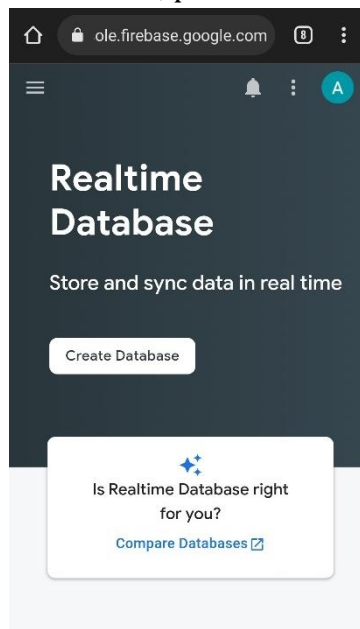 ole.firebase.google.com
8
A
Realtime
Database
Store and sync data in real time
Create Database
Is Realtime Database right
for you?
Compare Databases